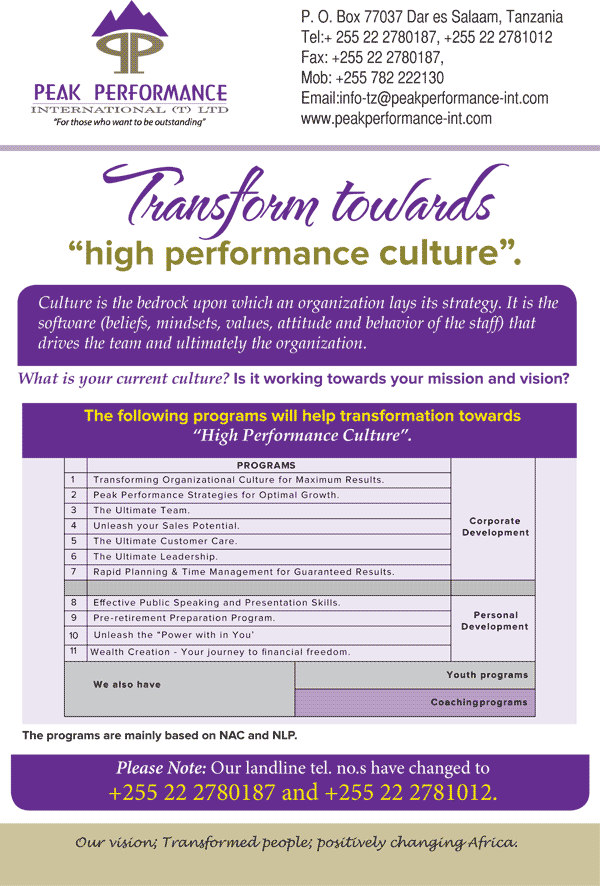 PEAK PERFORMANCE
INTERNATIONAL (T) LTD
"For those who want to be outstanding"
P. O. Box 77037 Dar es Salaam, Tanzania
Tel:+ 255 22 2780187, +255 22 2781012
Fax: +255 22 2780187,
Mob: +255 782 222130
Email:info-tz@peakperformance-int.com
www.peakperformance-int.com
Transform towards
"high performance culture".
Culture is the bedrock upon which an organization lays its strategy. It is the
software (beliefs, mindsets, values, attitude and behavior of the staff) that
drives the team and ultimately the organization.
What is your current culture? Is it working towards your mission and vision?
The following programs will help transformation towards
"High Performance Culture".
PROGRAMS
1 Transforming Organizational Culture for Maximum Results.
2 Peak Performance Strategies for Optimal Growth.
3 The Ultimate Team.
4 Unleash your Sales Potential.
5 The Ultimate Customer Care.
6 The Ultimate Leadership.
7 Rapid Planning & Time Management for Guaranteed Results.
Corporate
Development
8 Effective Public Speaking and Presentation Skills.
9 Pre-retirement Preparation Program.
10 Unleash the "Power with in You'
11 Wealth Creation - Your journey to financial freedom.
Personal
Development
We also have
Youth programs
Coachingprograms
The programs are mainly based on NAC and NLP.
Please Note: Our landline tel. no.s have changed to
+255 22 2780187 and +255 22 2781012.
Our vision; Transformed people; positively changing Africa.